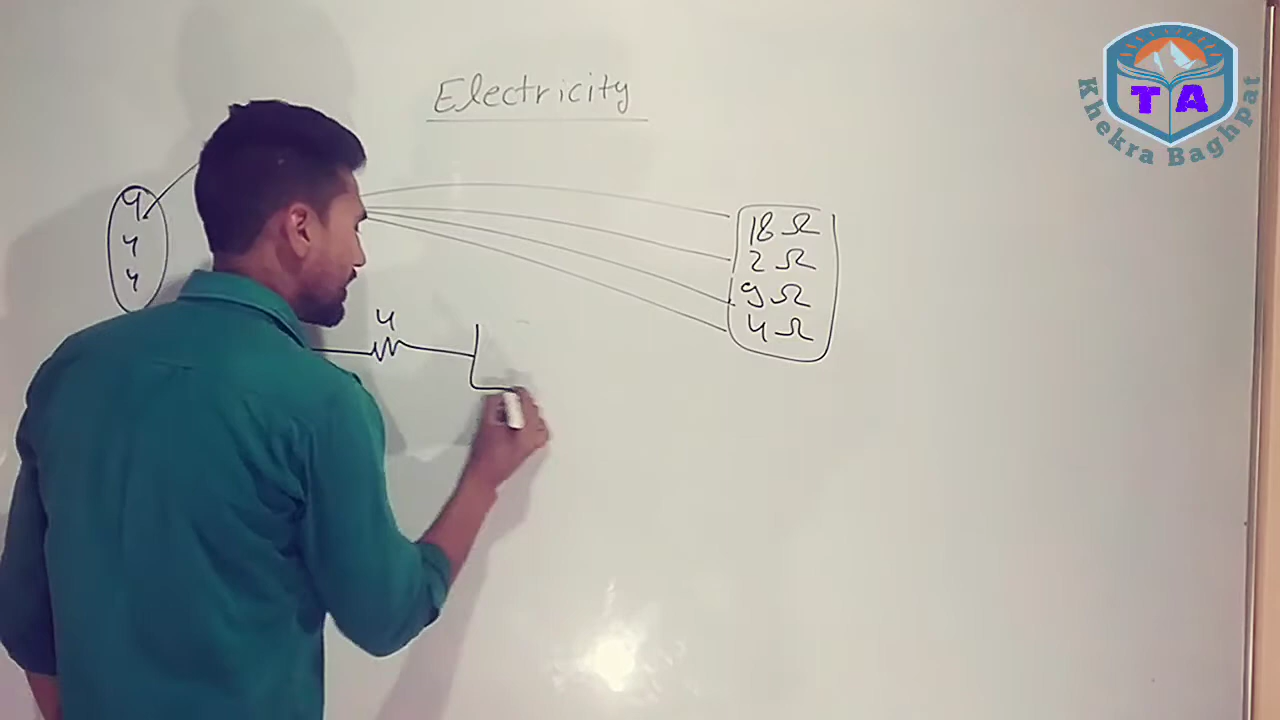 Electricity
TA
Khekra Baghpat
4
4
4
18 Ω
2 Ω
9 Ω
4 Ω
4